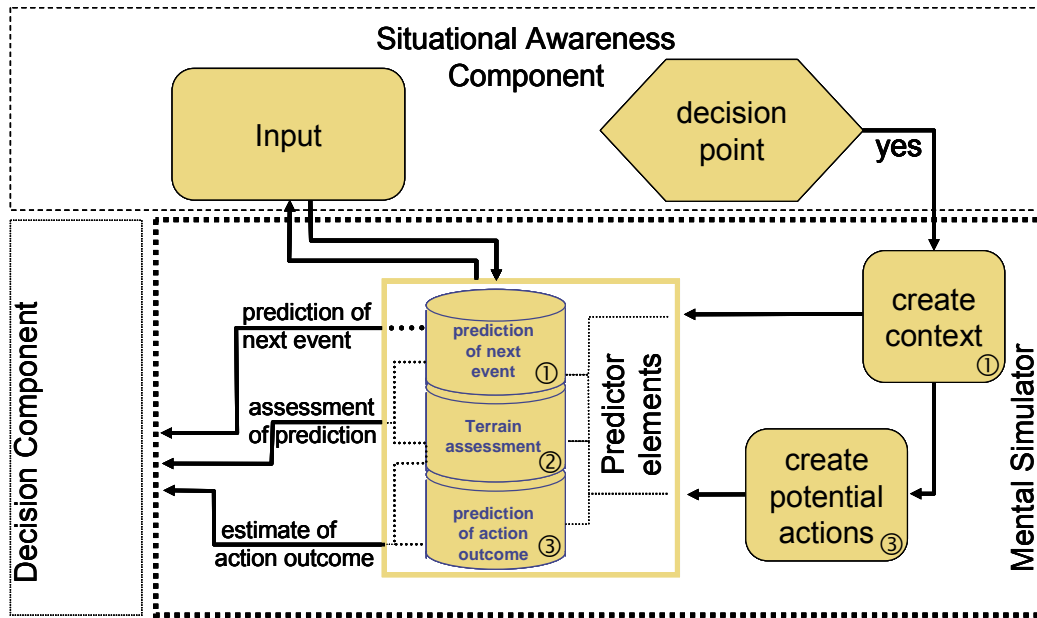 Situational Awareness
Component
Input
decision
point
yes
Decision Component
prediction of
next event
assessment
of prediction
estimate of
action outcome
prediction
of next
event
①
Terrain
assessment
②
prediction
of action
outcome
③
Predictor
elements
create
context
①
create
potential
actions
③
Mental Simulator